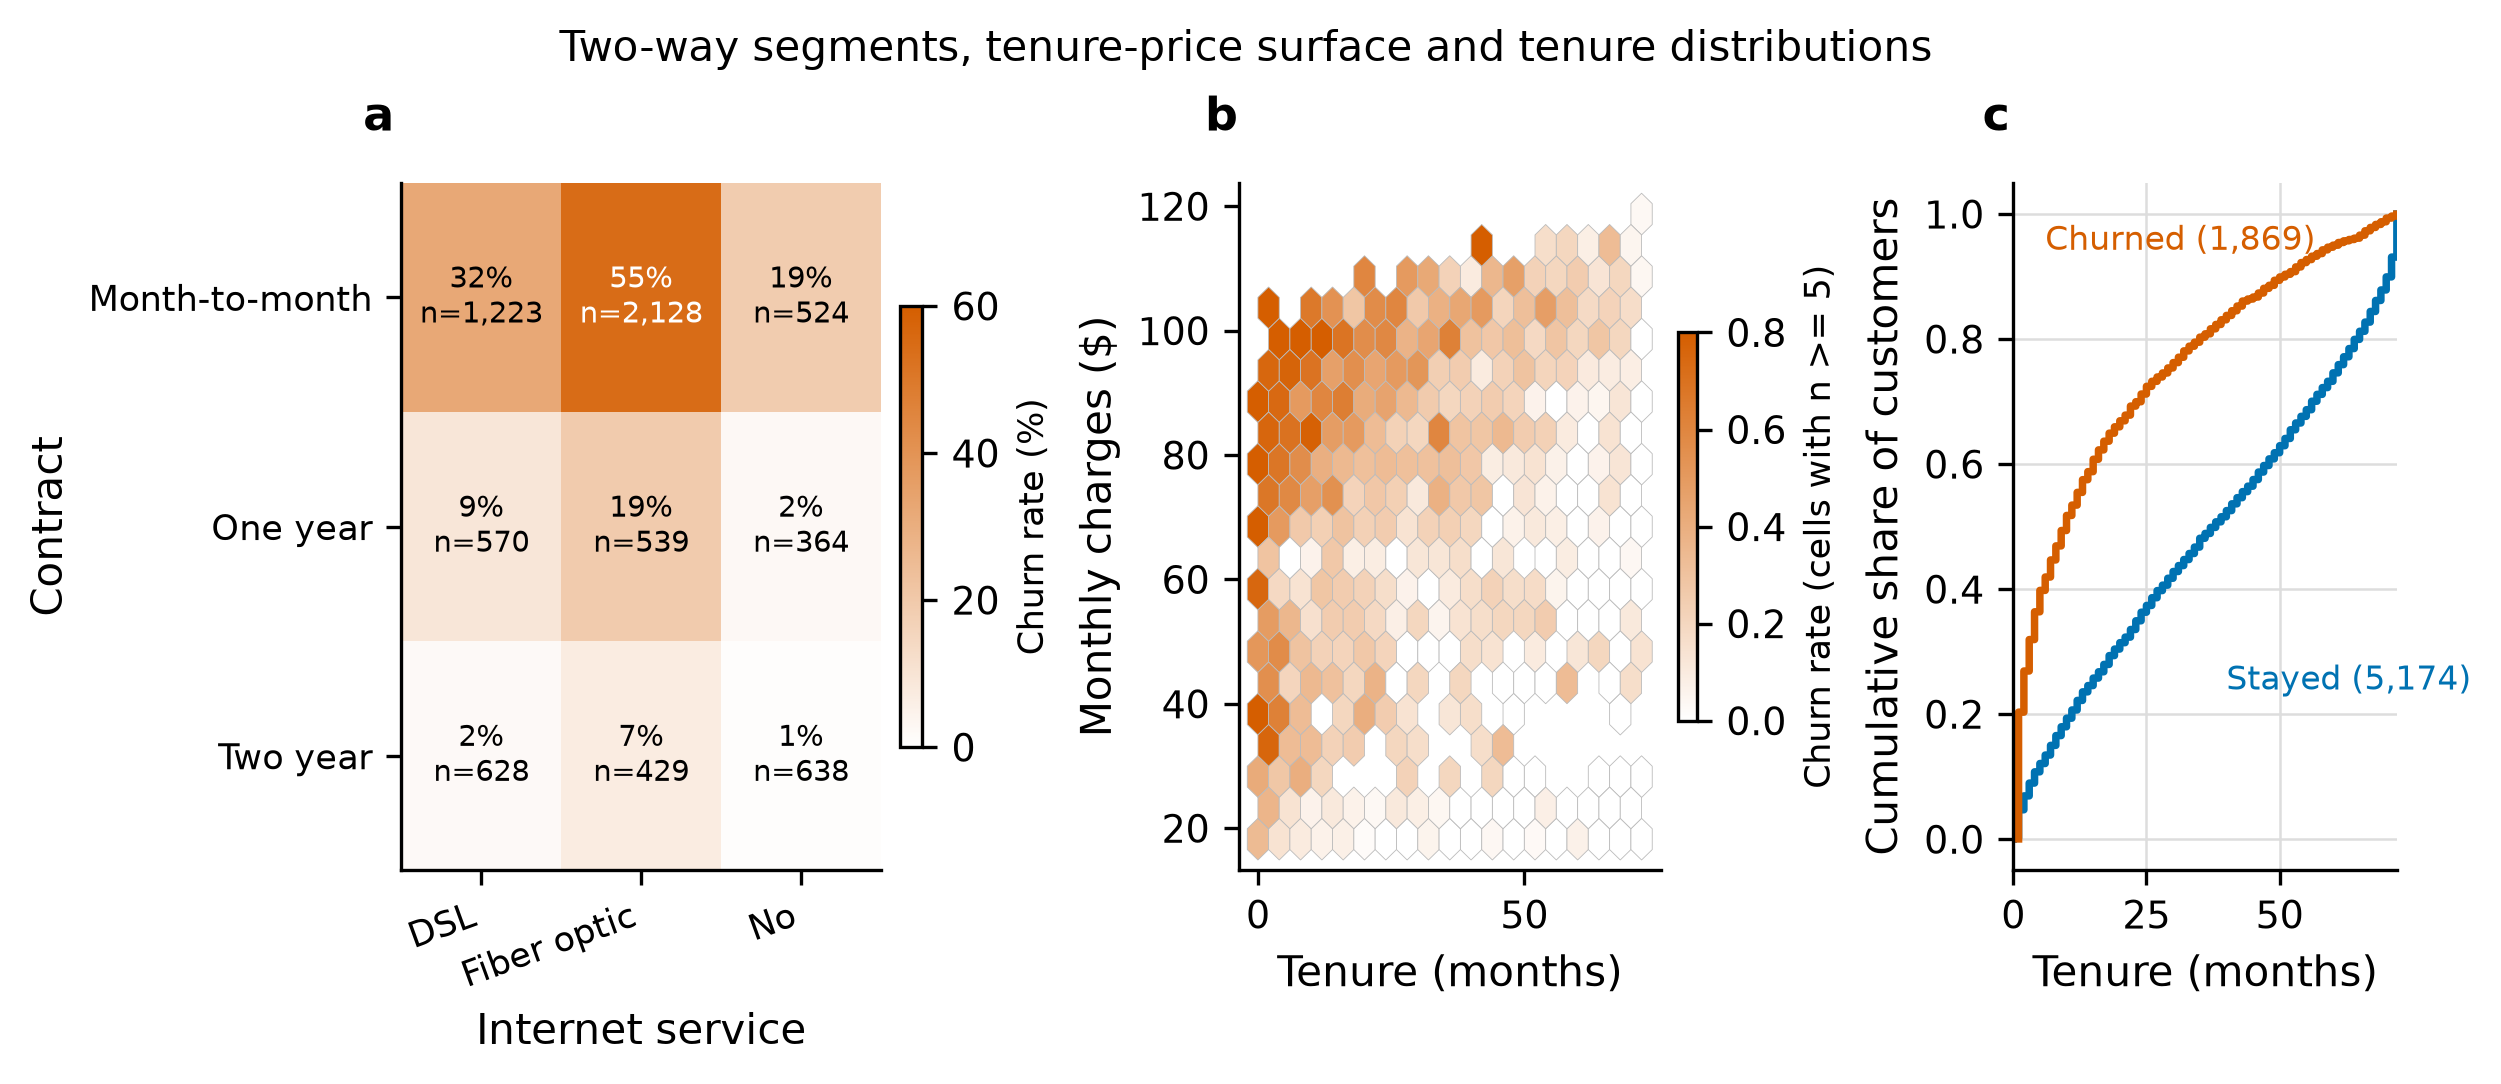 Two-way segments, tenure-price surface and tenure distributions
a
Contract
Month-to-month
One year
Two year
32%
n=1,223
55%
n=2,128
19%
n=524
9%
n=570
19%
n=539
2%
n=364
2%
n=628
7%
n=429
1%
n=638
DSL
Fiber optic
No
Internet service
60
40
20
0
Churn rate (%)
b
Monthly charges ($)
120
100
80
60
40
20
0
50
Tenure (months)
0.8
0.6
0.4
0.2
0.0
Churn rate (cells with n >= 5)
c
Cumulative share of customers
1.0
0.8
0.6
0.4
0.2
0.0
Churned (1,869)
Stayed (5,174)
0
25
50
Tenure (months)